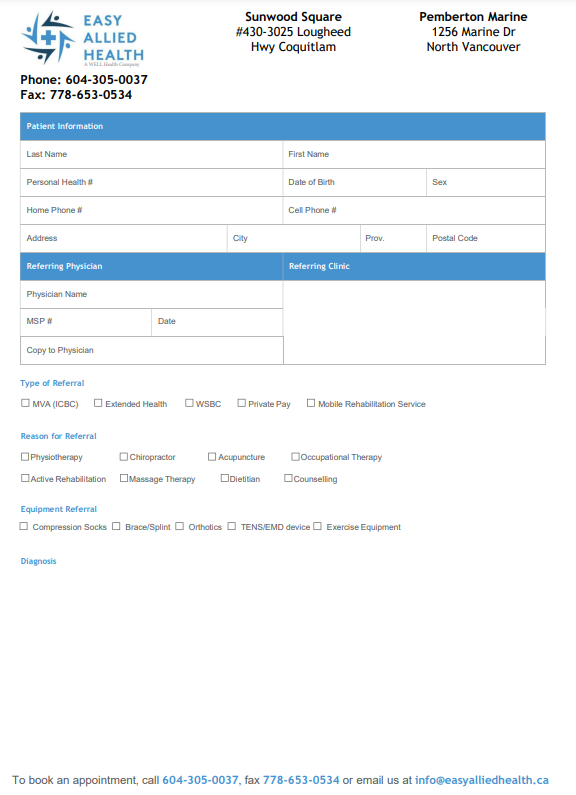 EASY
ALLIED
HEALTH
A WELL Health Company
Phone: 604-305-0037
Fax: 778-653-0534
Sunwood Square
#430-3025 Lougheed
Hwy Coquitlam
Pemberton Marine
1256 Marine Dr
North Vancouver
Patient Information
Last Name First Name
Personal Health # Date of Birth Sex
Home Phone # Cell Phone #
Address City Prov. Postal Code
Referring Physician Referring Clinic
Physician Name
MSP # Date
Copy to Physician
Type of Referral
MVA (ICBC) Extended Health WSBC Private Pay Mobile Rehabilitation Service
Reason for Referral
Physiotherapy Chiropractor Acupuncture Occupational Therapy
Active Rehabilitation Massage Therapy Dietitian Counselling
Equipment Referral
Compression Socks Brace/Splint Orthotics TENS/EMD device Exercise Equipment
Diagnosis
To book an appointment, call 604-305-0037, fax 778-653-0534 or email us at info@easyalliedhealth.ca